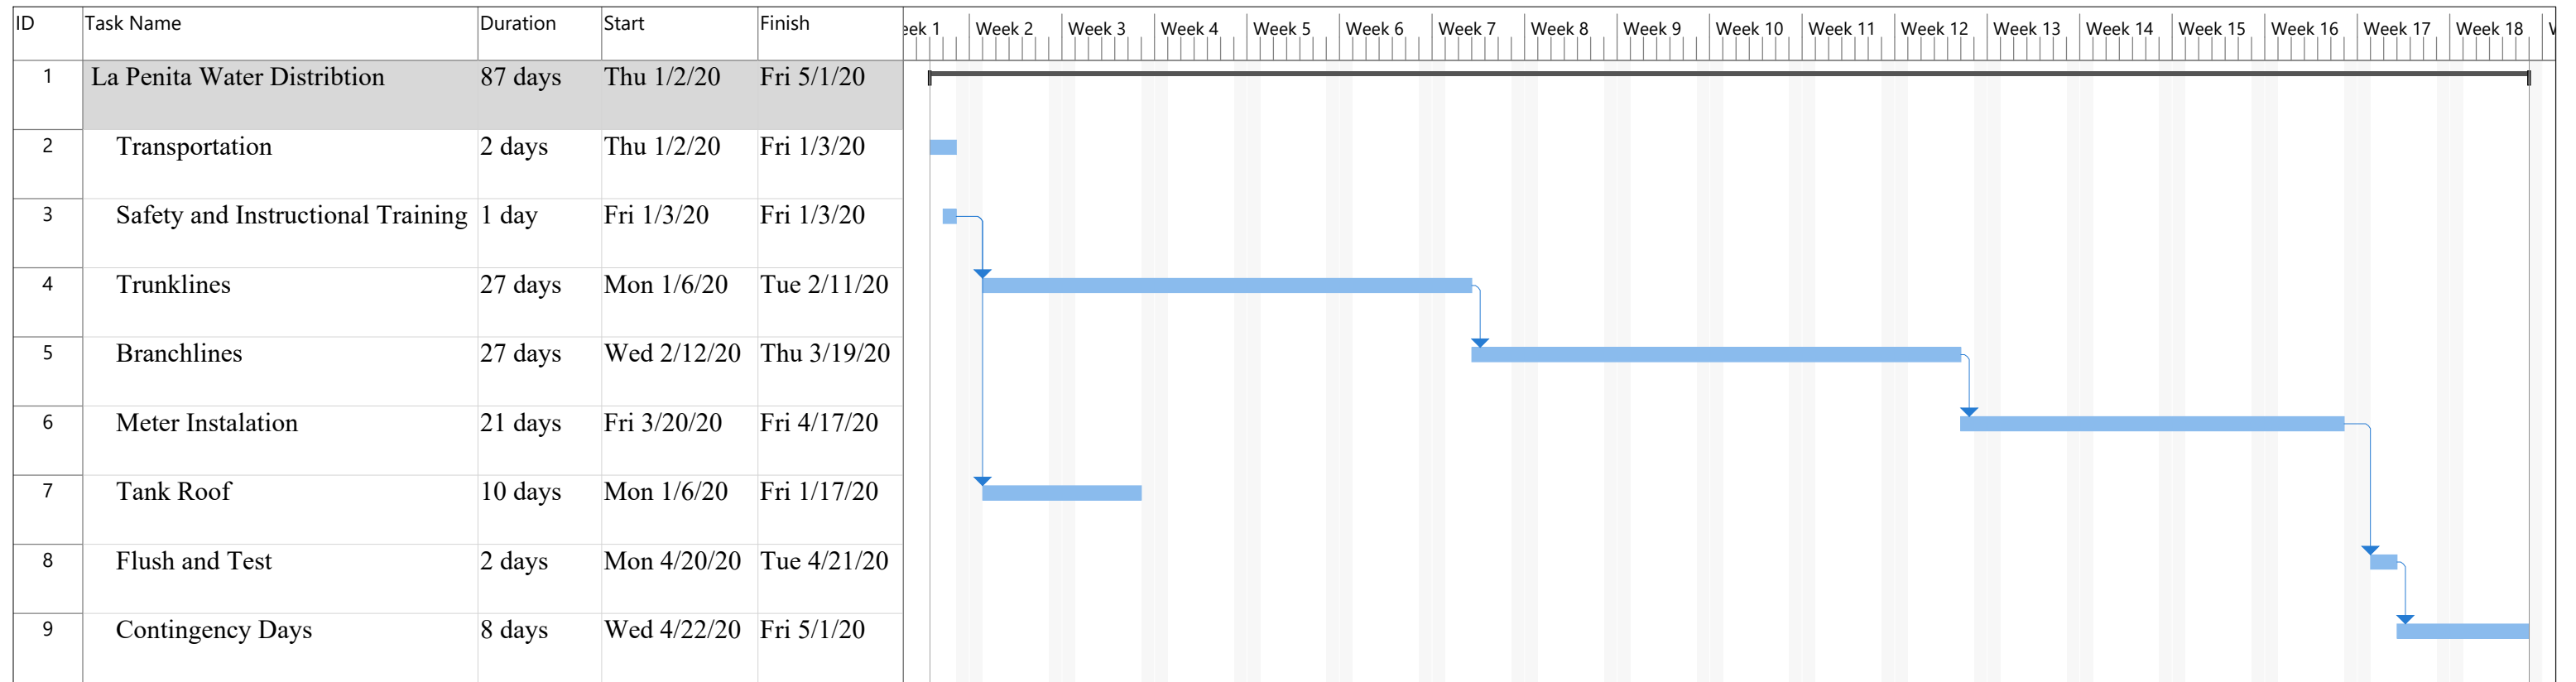 ID Task Name Duration Start Finish eek 1 Week 2 Week 3 Week 4 Week 5 Week 6 Week 7 Week 8 Week 9 Week 10 Week 11 Week 12 Week 13 Week 14 Week 15 Week 16 Week 17 Week 18 W
1 La Penita Water Distribtion 87 days Thu 1/2/20 Fri 5/1/20
2 Transportation 2 days Thu 1/2/20 Fri 1/3/20
3 Safety and Instructional Training 1 day Fri 1/3/20 Fri 1/3/20
4 Trunklines 27 days Mon 1/6/20 Tue 2/11/20
5 Branchlines 27 days Wed 2/12/20 Thu 3/19/20
6 Meter Instalation 21 days Fri 3/20/20 Fri 4/17/20
7 Tank Roof 10 days Mon 1/6/20 Fri 1/17/20
8 Flush and Test 2 days Mon 4/20/20 Tue 4/21/20
9 Contingency Days 8 days Wed 4/22/20 Fri 5/1/20